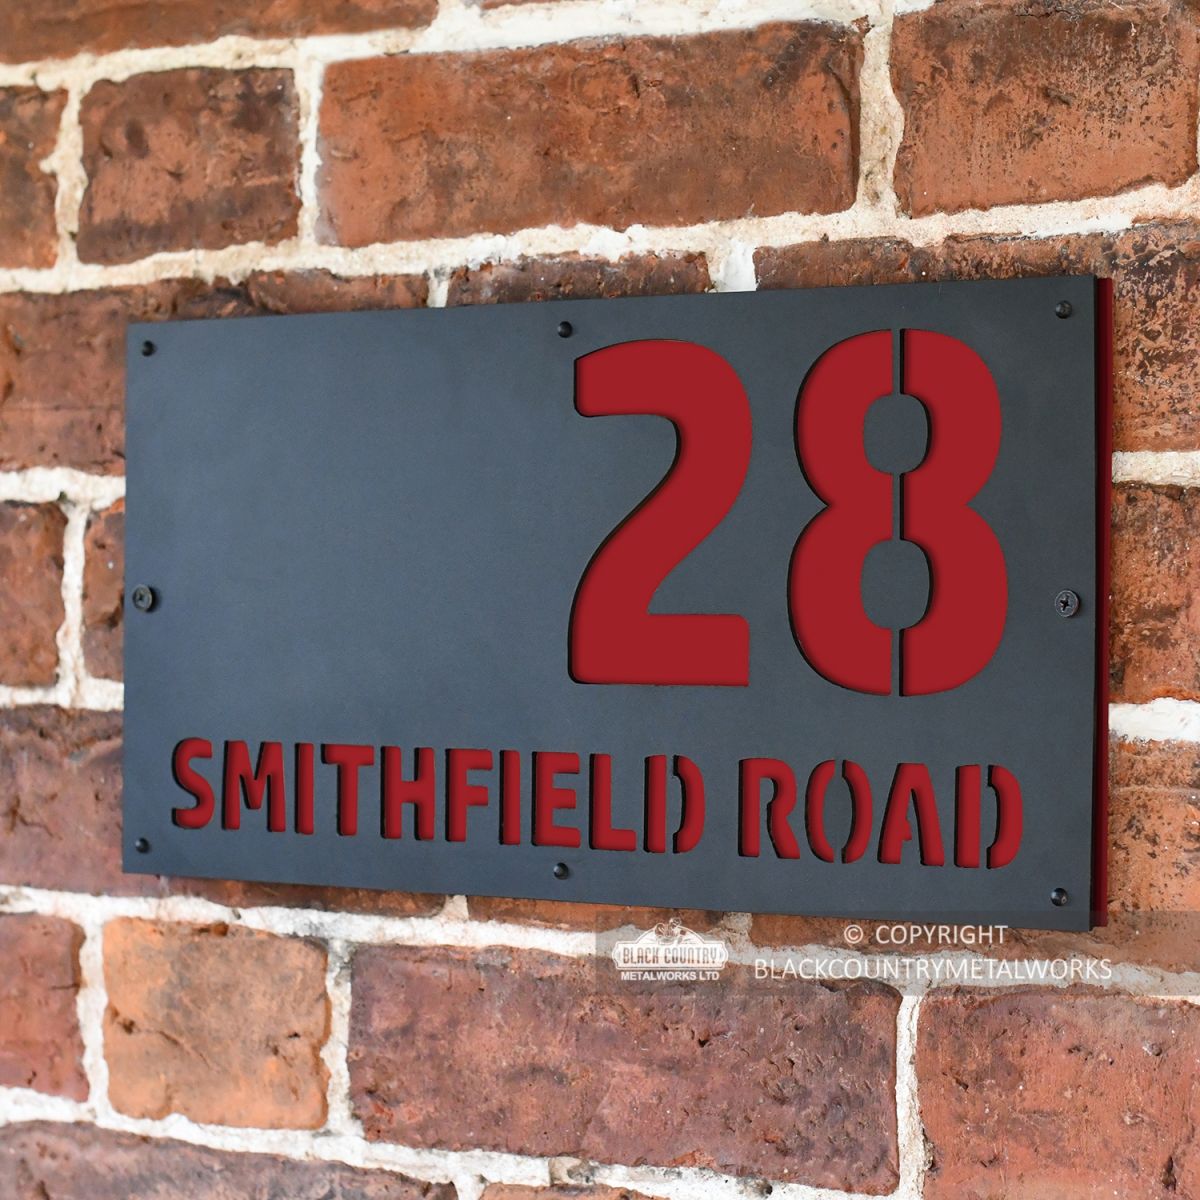 28
SMITHFIELD ROAD
BLACK COUNTRY
METALWORKS LTD
© COPYRIGHT
BLACKCOUNTRYMETALWORKS